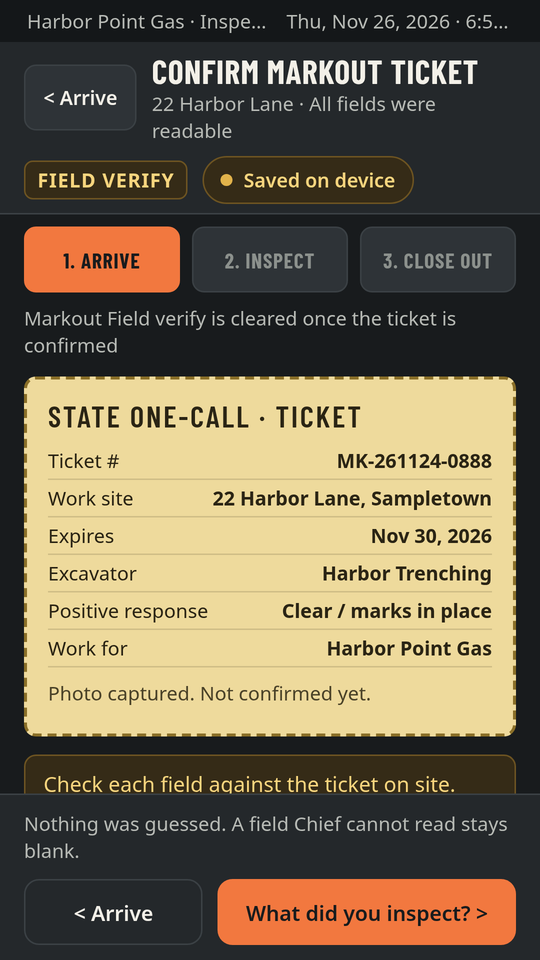 Harbor Point Gas · Inspe... Thu, Nov 26, 2026 · 6:5...
< Arrive
CONFIRM MARKOUT TICKET
22 Harbor Lane · All fields were
readable
FIELD VERIFY
Saved on device
1. ARRIVE
2. INSPECT
3. CLOSE OUT
Markout Field verify is cleared once the ticket is
confirmed
STATE ONE-CALL · TICKET
Ticket # MK-261124-0888
Work site 22 Harbor Lane, Sampletown
Expires Nov 30, 2026
Excavator Harbor Trenching
Positive response Clear / marks in place
Work for Harbor Point Gas
Photo captured. Not confirmed yet.
Check each field against the ticket on site.
Nothing was guessed. A field Chief cannot read stays
blank.
< Arrive
What did you inspect? >